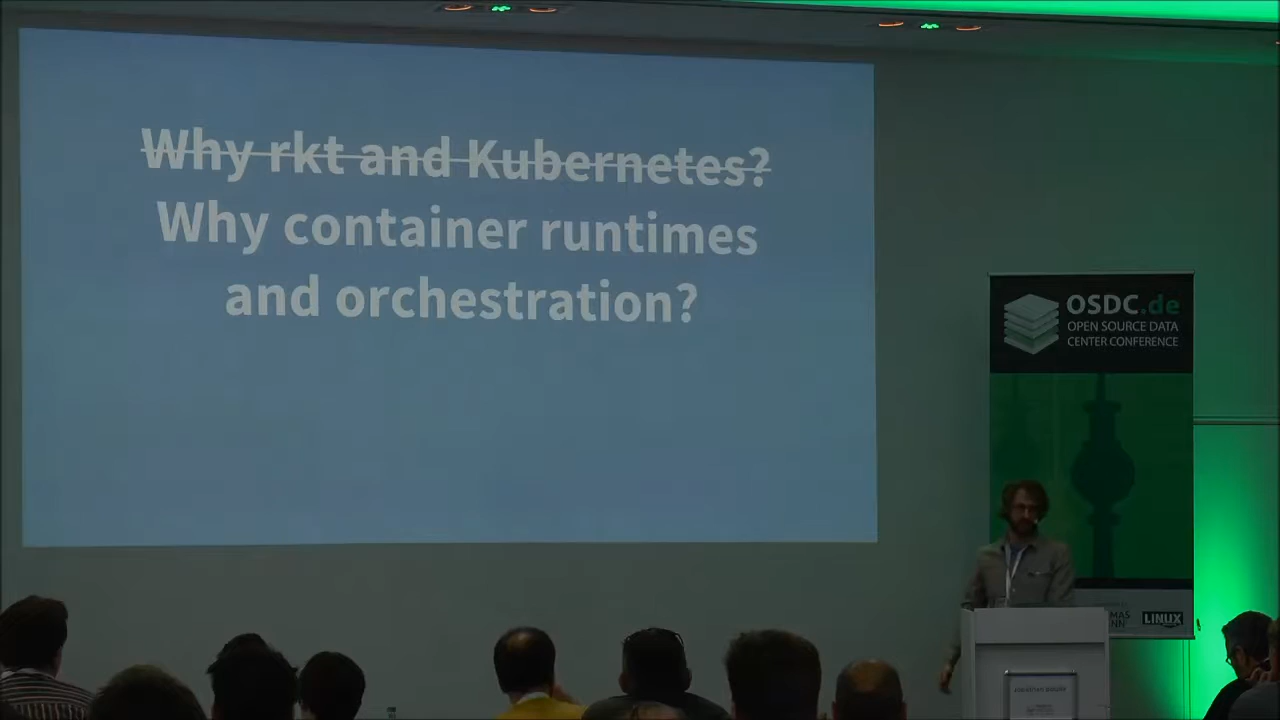 Why rkt and Kubernetes?
Why container runtimes
and orchestration?
OSDC.de
OPEN SOURCE DATA
CENTER CONFERENCE
LINUX